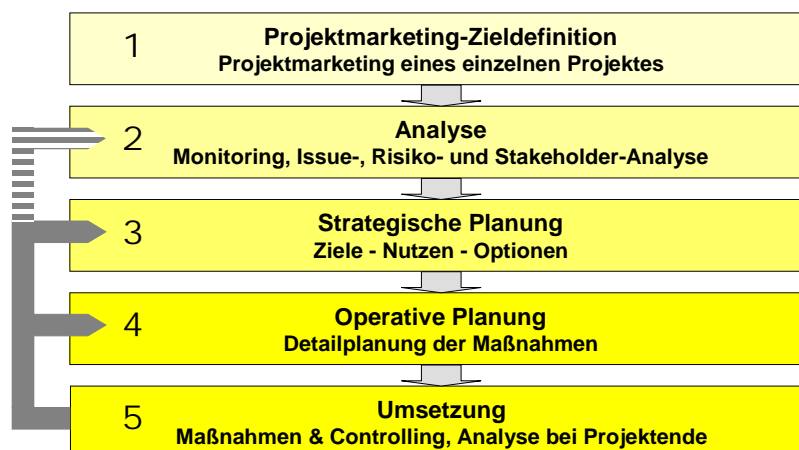 1
Projektmarketing-Zieldefinition
Projektmarketing eines einzelnen Projektes
2
Analyse
Monitoring, Issue-, Risiko- und Stakeholder-Analyse
3
Strategische Planung
Ziele - Nutzen - Optionen
4
Operative Planung
Detailplanung der Maßnahmen
5
Umsetzung
Maßnahmen & Controlling, Analyse bei Projektende